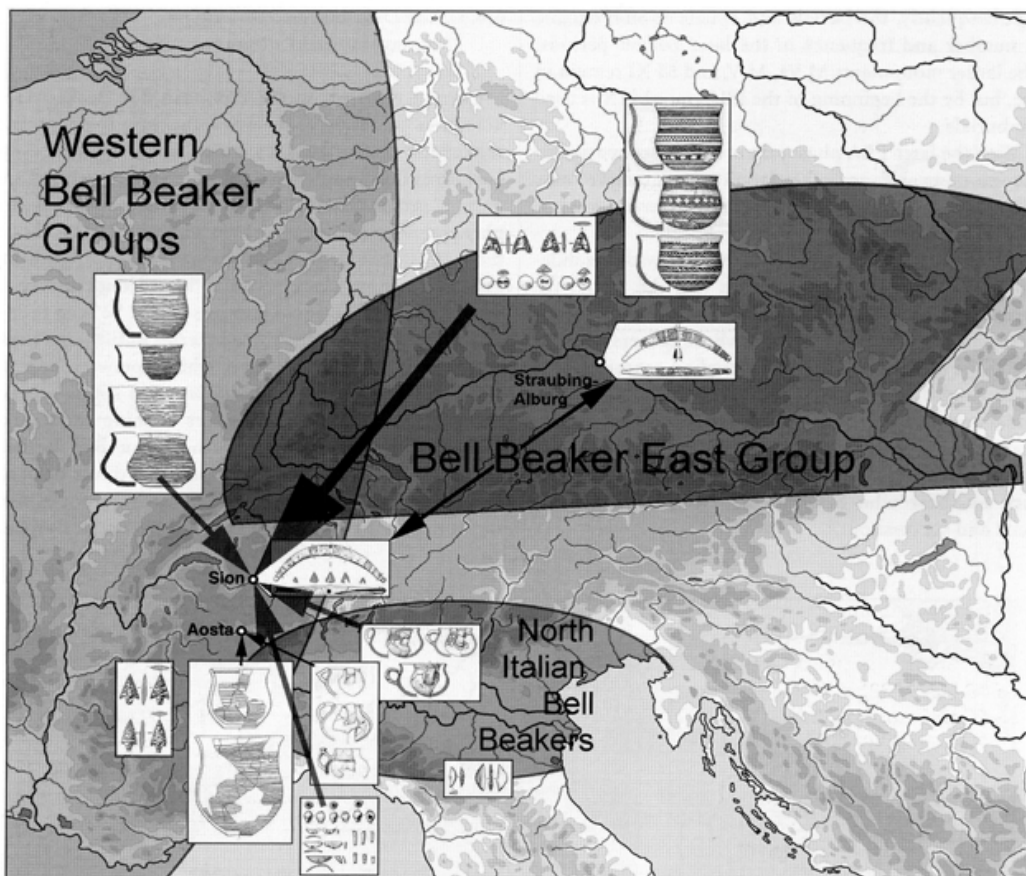 Western
Bell Beaker
Groups
Straubing-
Alburg
Bell Beaker East Group
Sion
Aosta
North
Italian
Bell
Beakers